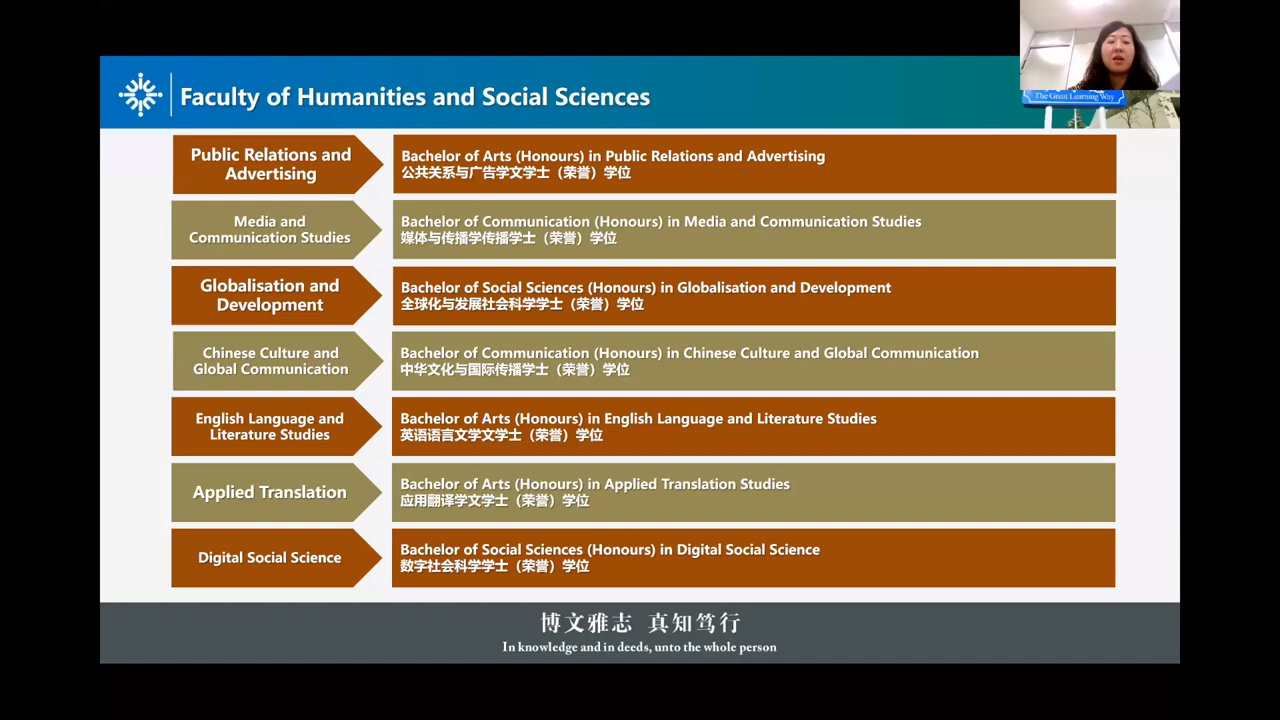 The Great Learning Way
Faculty of Humanities and Social Sciences
Public Relations and
Advertising
Bachelor of Arts (Honours) in Public Relations and Advertising
公共关系与广告学文学士（荣誉）学位
Media and
Communication Studies
Bachelor of Communication (Honours) in Media and Communication Studies
媒体与传播学传播学士（荣誉）学位
Globalisation and
Development
Bachelor of Social Sciences (Honours) in Globalisation and Development
全球化与发展社会科学学士（荣誉）学位
Chinese Culture and
Global Communication
Bachelor of Communication (Honours) in Chinese Culture and Global Communication
中华文化与国际传播学士（荣誉）学位
English Language and
Literature Studies
Bachelor of Arts (Honours) in English Language and Literature Studies
英语语言文学文学士（荣誉）学位
Applied Translation
Bachelor of Arts (Honours) in Applied Translation Studies
应用翻译学文学士（荣誉）学位
Digital Social Science
Bachelor of Social Sciences (Honours) in Digital Social Science
数字社会科学学士（荣誉）学位
博文雅志 真知笃行
In knowledge and in deeds, unto the whole person